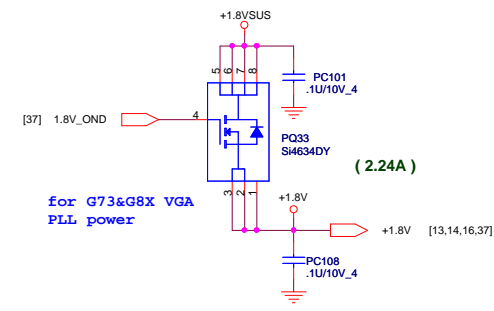 +1.8VSUS
5 6 7 8
PC101
.1U/10V_4
[37] 1.8V_OND
4
PQ33
Si4634DY
( 2.24A )
3 2 1
for G73&G8X VGA
PLL power
+1.8V
+1.8V [13,14,16,37]
PC108
.1U/10V_4